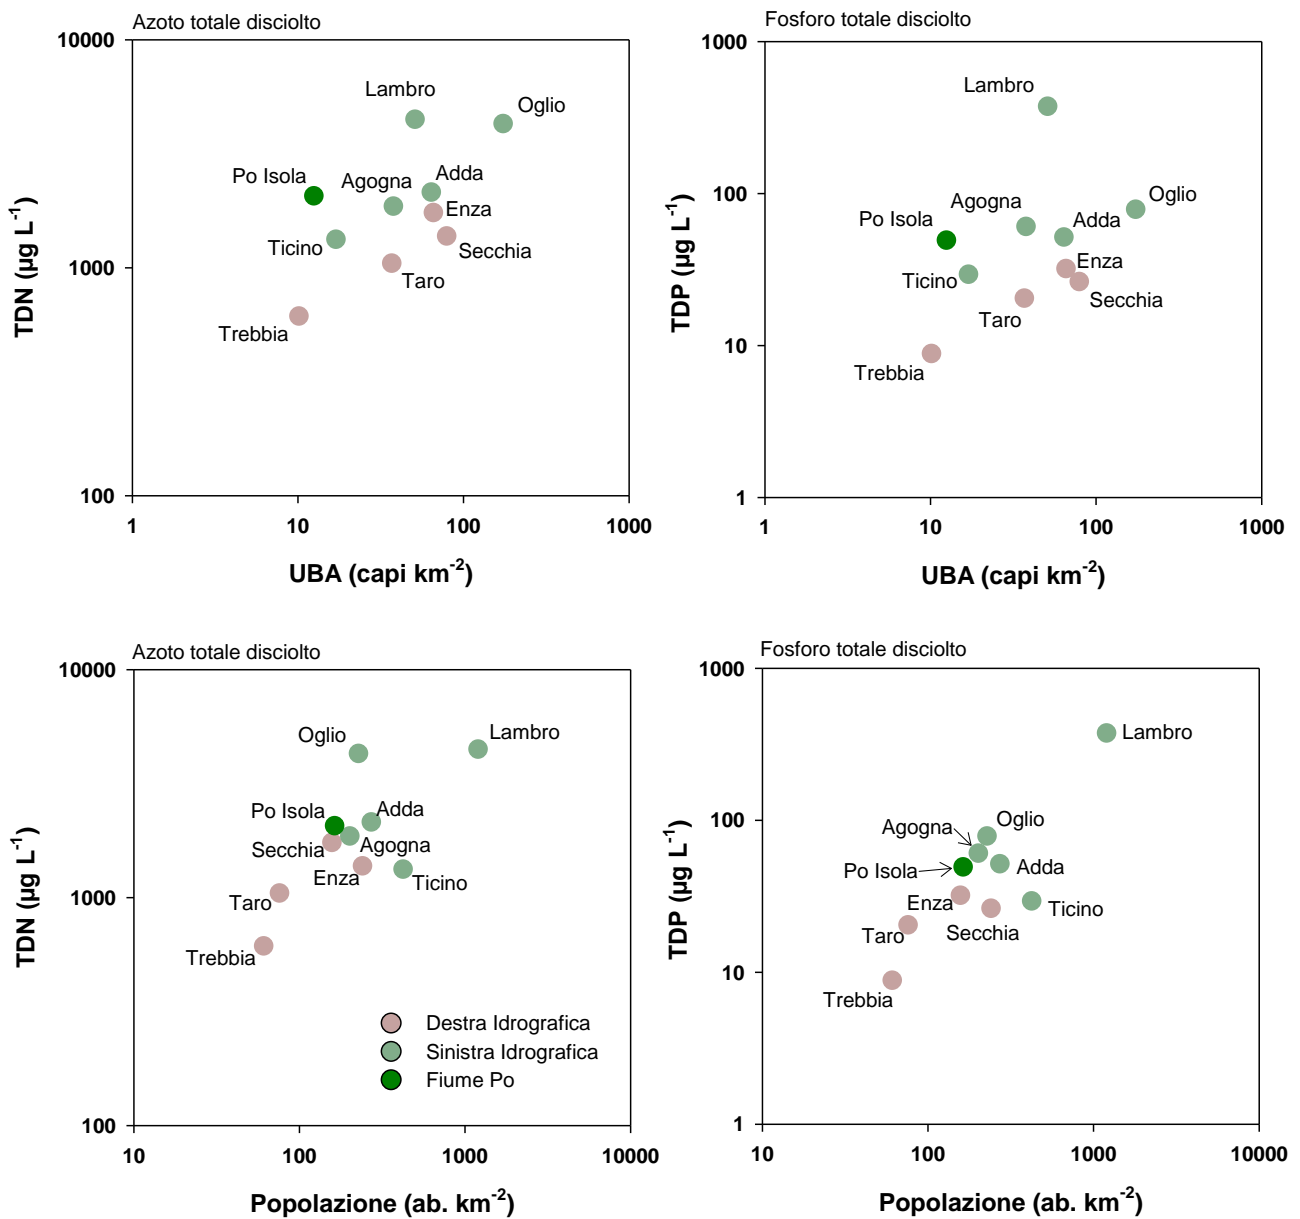 Azoto totale disciolto
10000
1000
100
TDN (µg L⁻¹)
Lambro
Oglio
Po Isola
Agogna
Adda
Enza
Ticino
Secchia
Taro
Trebbia
1
10
100
1000
UBA (capi km⁻²)
Fosforo totale disciolto
1000
100
10
1
TDP (µg L⁻¹)
Lambro
Oglio
Agogna
Po Isola
Adda
Enza
Ticino
Secchia
Taro
Trebbia
1
10
100
1000
UBA (capi km⁻²)
Azoto totale disciolto
10000
1000
100
TDN (µg L⁻¹)
Oglio
Lambro
Po Isola
Adda
Secchia
Agogna
Enza
Ticino
Taro
Trebbia
Destra Idrografica
Sinistra Idrografica
Fiume Po
10
100
1000
10000
Popolazione (ab. km⁻²)
Fosforo totale disciolto
1000
100
10
1
TDP (µg L⁻¹)
Lambro
Oglio
Agogna
Po Isola
Adda
Enza
Ticino
Taro
Secchia
Trebbia
10
100
1000
10000
Popolazione (ab. km⁻²)